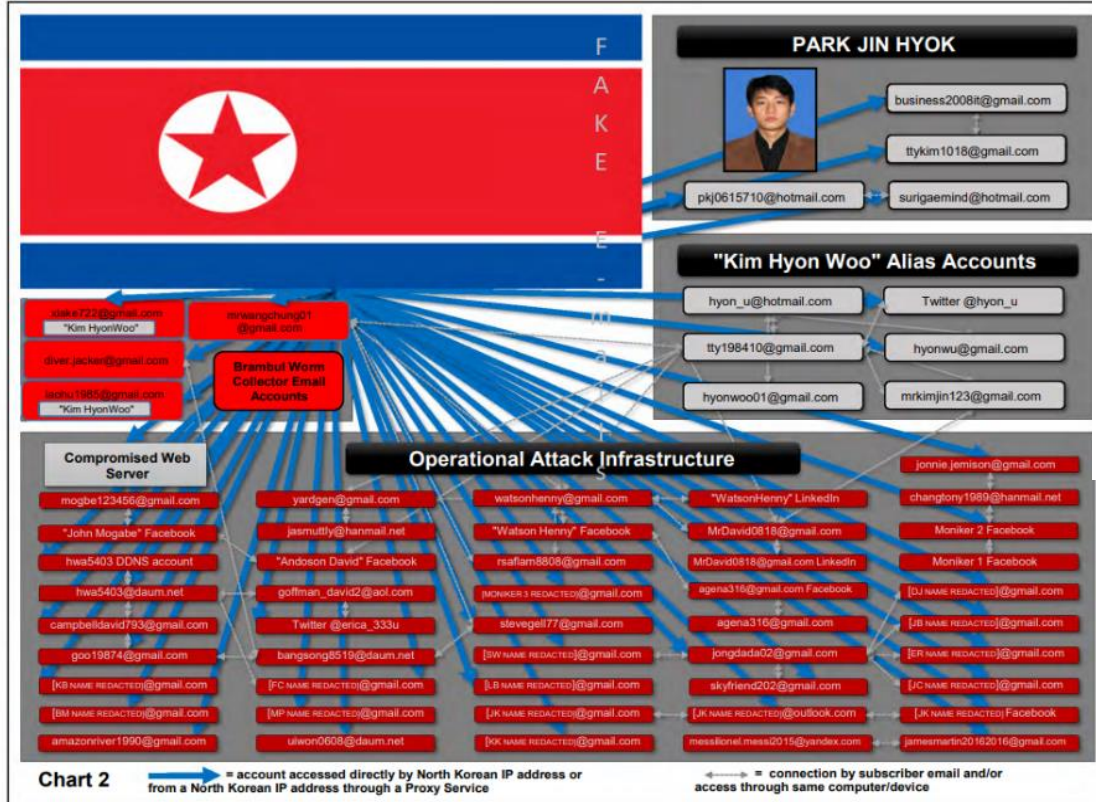 FAKE E-mails
PARK JIN HYOK
business2008it@gmail.com
ttykim1018@gmail.com
pkj0615710@hotmail.com
surigaemind@hotmail.com
"Kim Hyon Woo" Alias Accounts
hyon_u@hotmail.com
Twitter @hyon_u
tty198410@gmail.com
hyonwu@gmail.com
hyonwoo01@gmail.com
mrkimjin123@gmail.com
xiake722@gmail.com
"Kim HyonWoo"
mrwangchung01
@gmail.com
diver.jacker@gmail.com
laohu1985@gmail.com
"Kim HyonWoo"
Brambul Worm
Collector Email
Accounts
Compromised Web
Server
Operational Attack Infrastructure
jonnie.jemison@gmail.com
mogbe123456@gmail.com
yardgen@gmail.com
watsonhenny@gmail.com
"WatsonHenny" LinkedIn
changtony1989@hanmail.net
"John Mogabe" Facebook
jasmuttly@hanmail.net
"Watson Henny" Facebook
MrDavid0818@gmail.com
Moniker 2 Facebook
hwa5403 DDNS account
"Andoson David" Facebook
rsaflam8808@gmail.com
MrDavid0818@gmail.com LinkedIn
Moniker 1 Facebook
hwa5403@daum.net
goffman_david2@aol.com
[MONIKER 3 REDACTED]@gmail.com
agena316@gmail.com Facebook
[DJ NAME REDACTED]@gmail.com
campbelldavid793@gmail.com
Twitter @erica_333u
stevegell77@gmail.com
agena316@gmail.com
[JB NAME REDACTED]@gmail.com
goo19874@gmail.com
bangsong8519@daum.net
[SW NAME REDACTED]@gmail.com
jongdada02@gmail.com
[ER NAME REDACTED]@gmail.com
[KB NAME REDACTED]@gmail.com
[FC NAME REDACTED]@gmail.com
[LB NAME REDACTED]@gmail.com
skyfriend202@gmail.com
[JC NAME REDACTED]@gmail.com
[BM NAME REDACTED]@gmail.com
[MP NAME REDACTED]@gmail.com
[JK NAME REDACTED]@gmail.com
[JK NAME REDACTED]@outlook.com
[JK NAME REDACTED] Facebook
amazonriver1990@gmail.com
uiwon0608@daum.net
[KK NAME REDACTED]@gmail.com
messilionel.messi2015@yandex.com
jamesmartin20162016@gmail.com
Chart 2
= account accessed directly by North Korean IP address or
from a North Korean IP address through a Proxy Service
= connection by subscriber email and/or
access through same computer/device